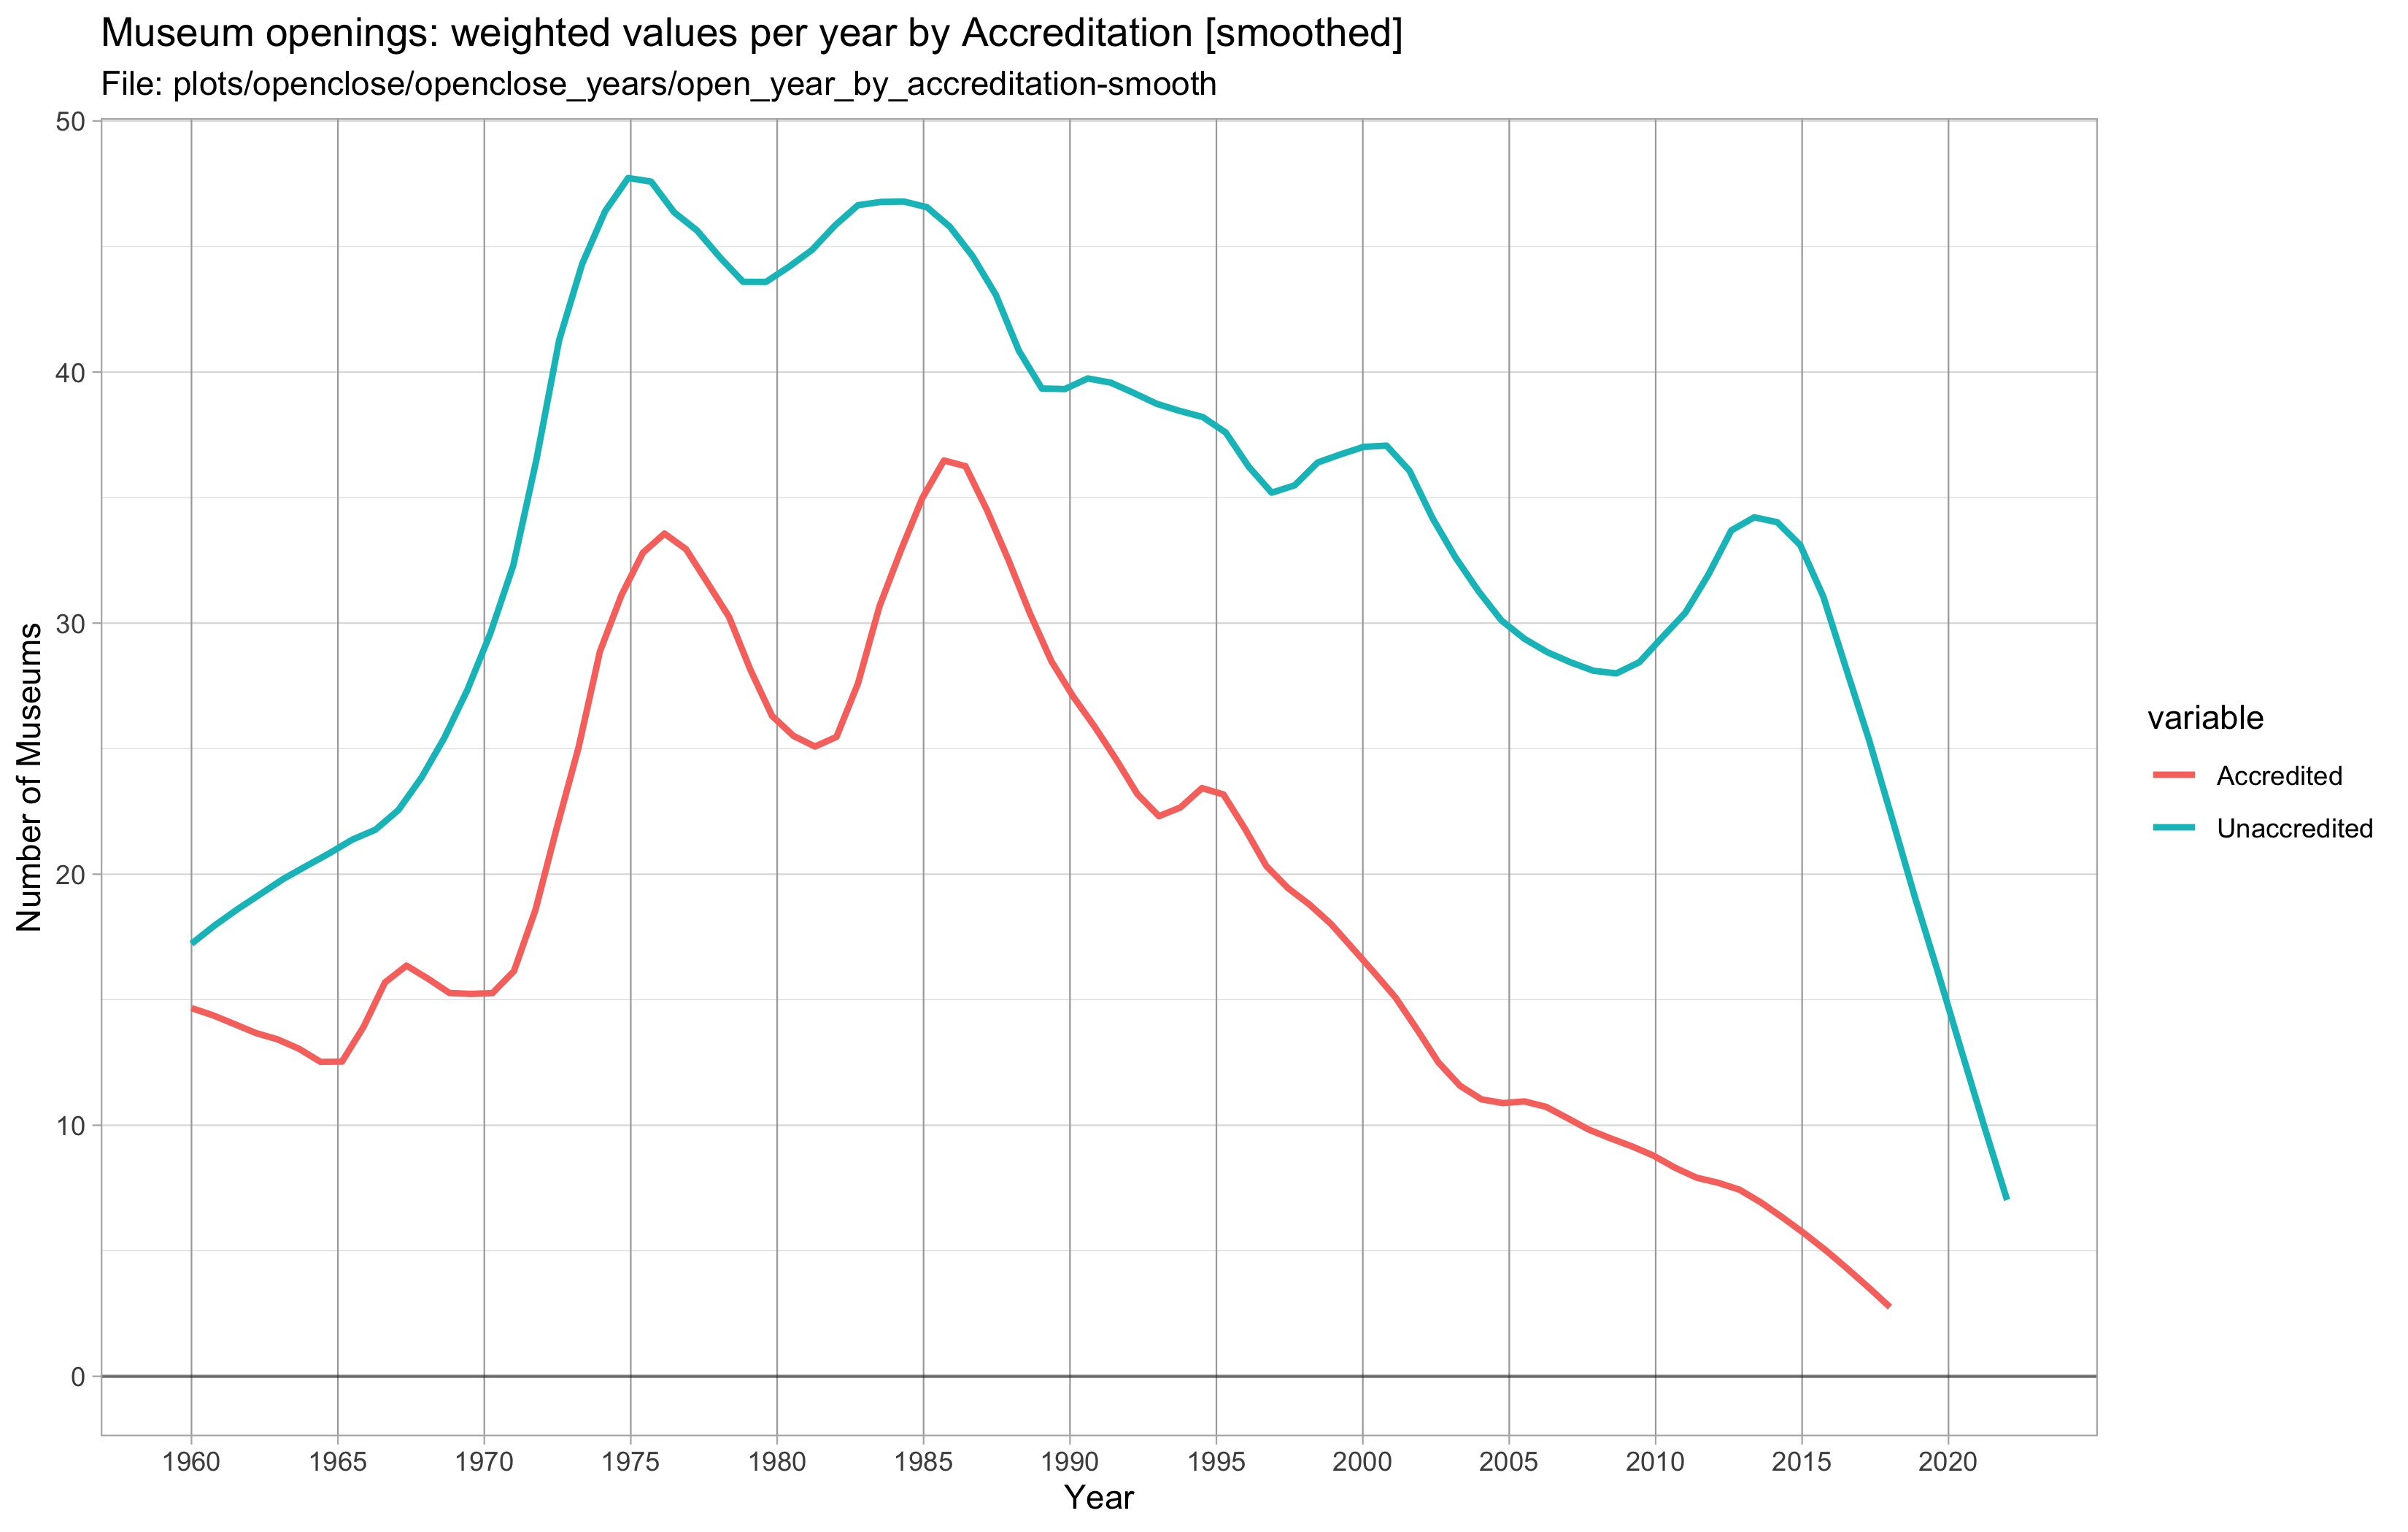 Museum openings: weighted values per year by Accreditation [smoothed]
File: plots/openclose/openclose_years/open_year_by_accreditation-smooth
50
40
30
20
10
0
Number of Museums
1960 1965 1970 1975 1980 1985 1990 1995 2000 2005 2010 2015 2020
Year
variable
Accredited
Unaccredited